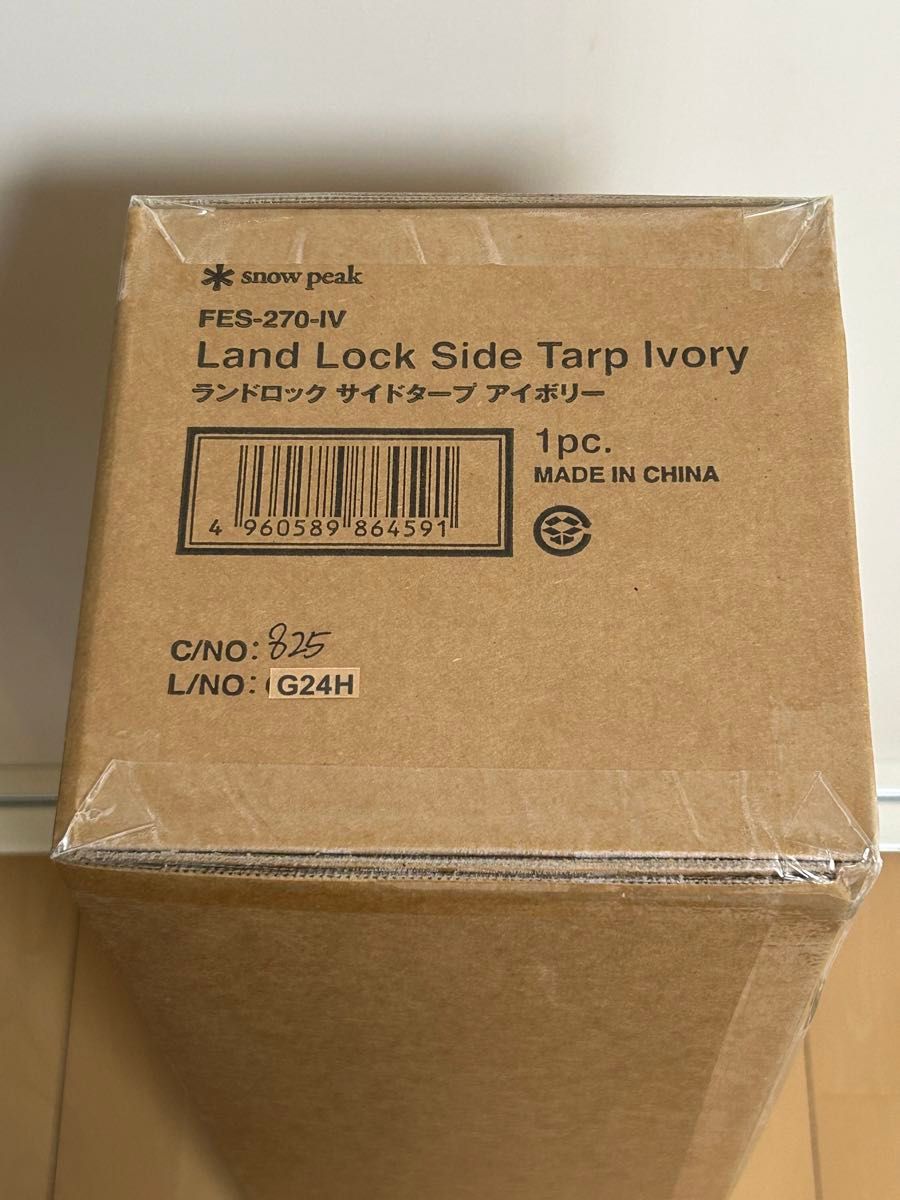 snow peak
FES-270-IV
Land Lock Side Tarp Ivory
ランドロック サイドタープ アイボリー
1pc.
MADE IN CHINA
4 960589 864591
C/NO: 825
L/NO: G24H